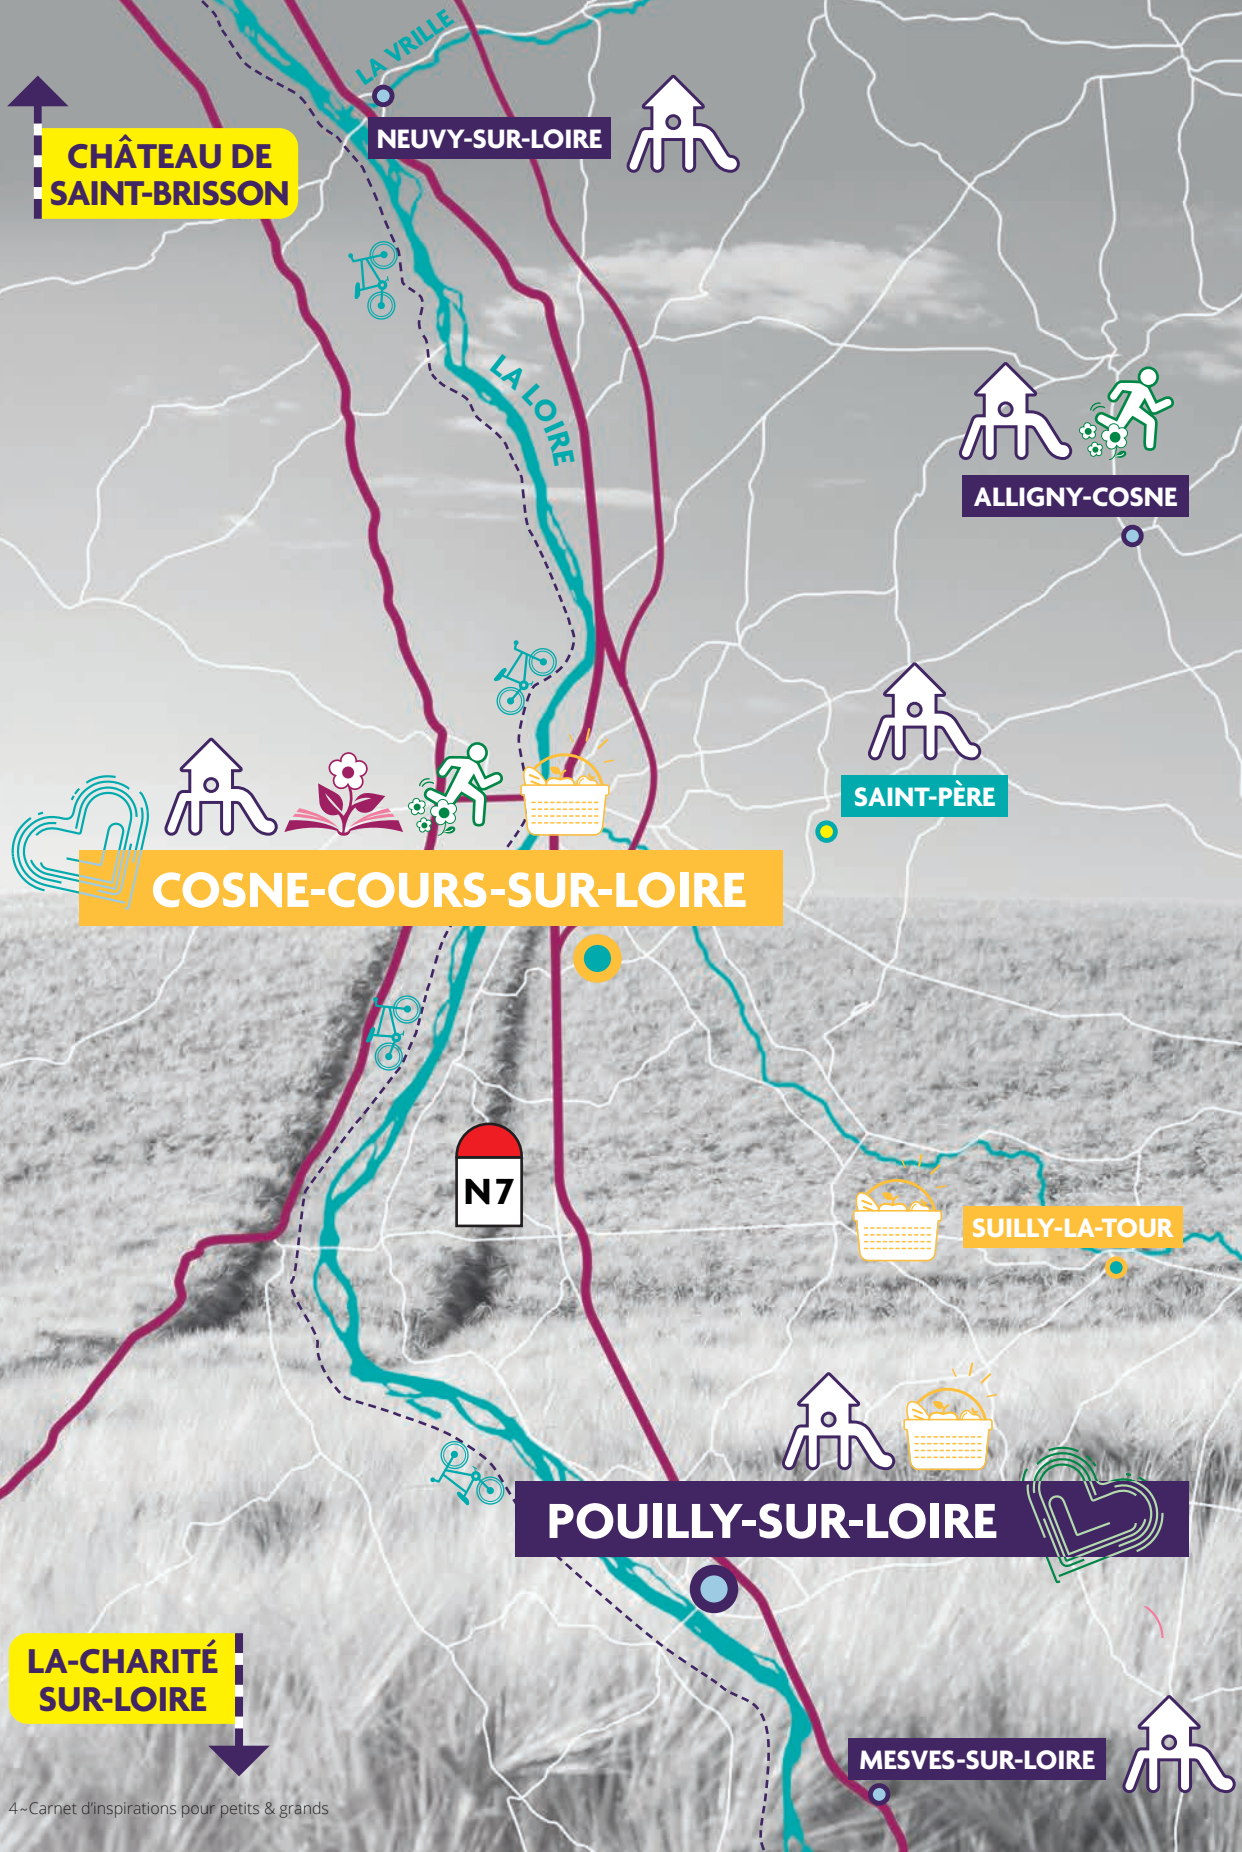 LA VRILLE
NEUVY-SUR-LOIRE
CHÂTEAU DE
SAINT-BRISSON
LA LOIRE
ALLIGNY-COSNE
SAINT-PÈRE
COSNE-COURS-SUR-LOIRE
N7
SUILLY-LA-TOUR
POUILLY-SUR-LOIRE
LA-CHARITÉ
SUR-LOIRE
MESVES-SUR-LOIRE
4~Carnet d'inspirations pour petits & grands